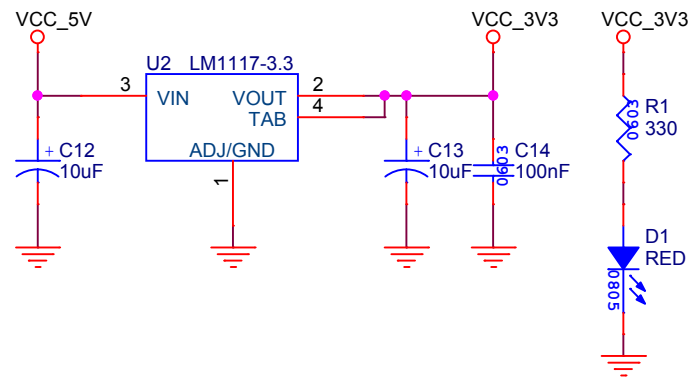 VCC_5V
VCC_3V3
VCC_3V3
U2 LM1117-3.3
3
VIN
VOUT
2
TAB
4
ADJ/GND
1
+
C12
10uF
+
C13
10uF
0603
C14
100nF
0603
R1
330
D1
RED
0805